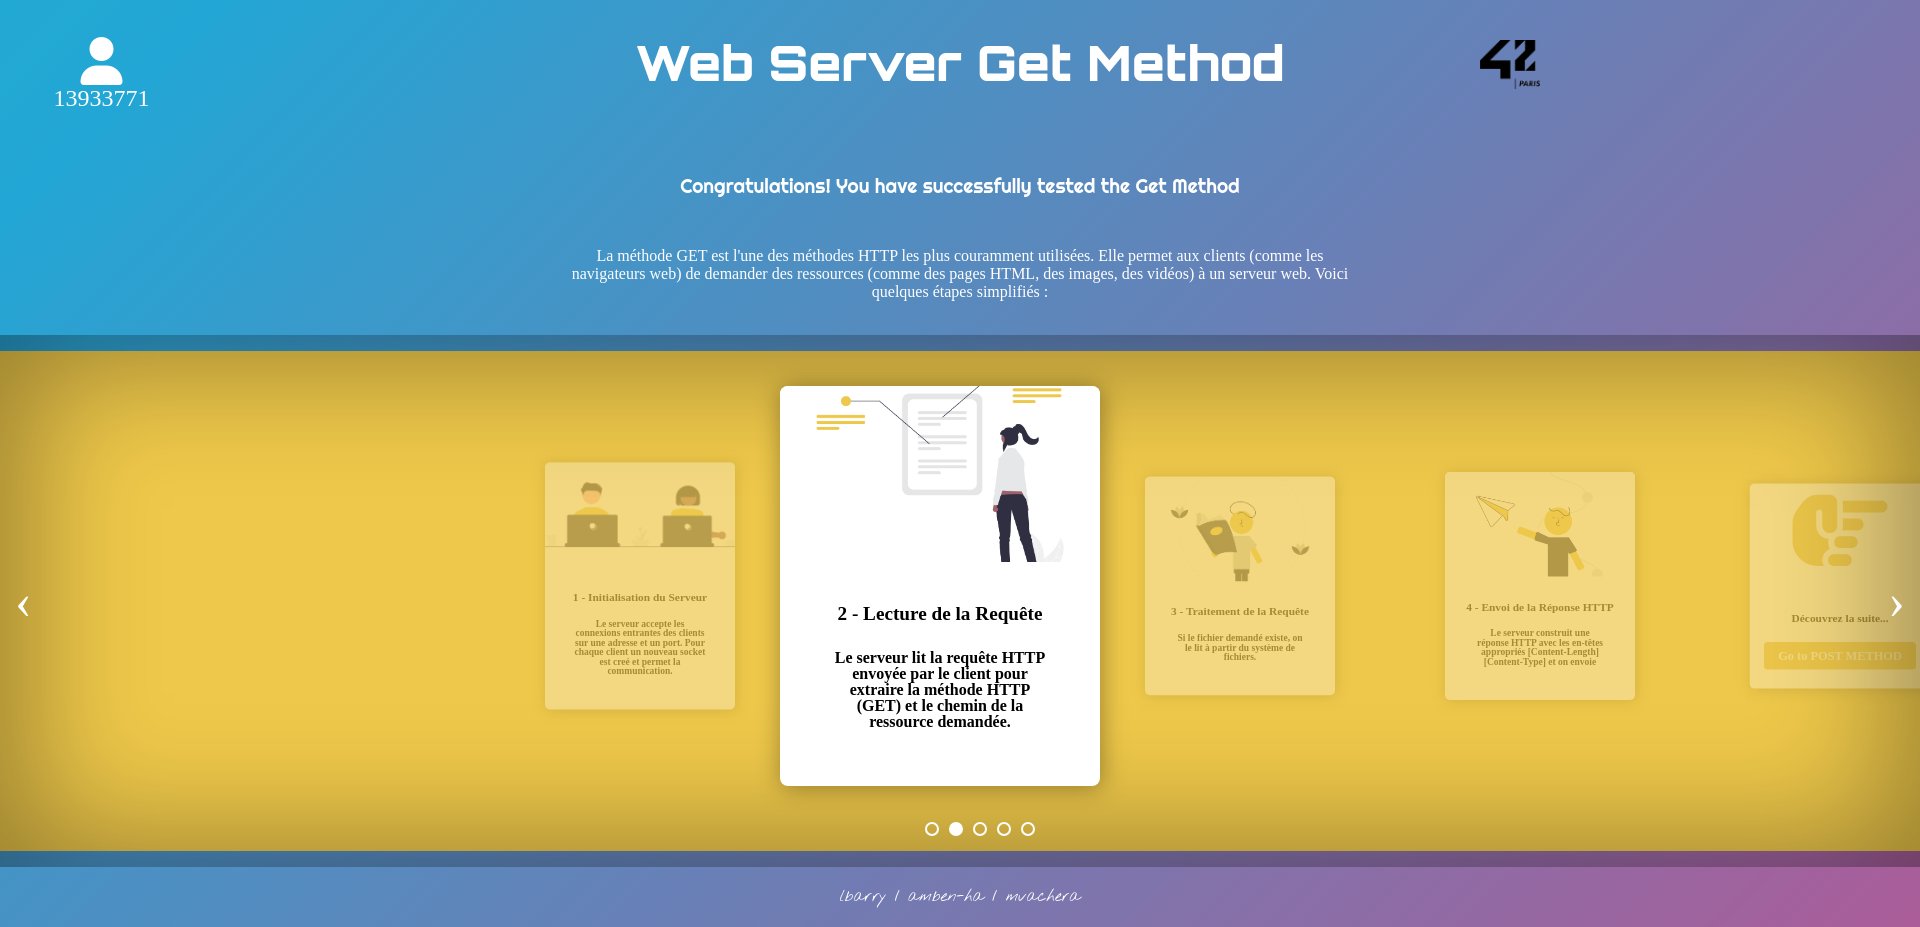 13933771
Web Server Get Method
42
| PARIS
Congratulations! You have successfully tested the Get Method
La méthode GET est l'une des méthodes HTTP les plus couramment utilisées. Elle permet aux clients (comme les
navigateurs web) de demander des ressources (comme des pages HTML, des images, des vidéos) à un serveur web. Voici
quelques étapes simplifiés :
1 - Initialisation du Serveur
Le serveur accepte les
connexions entrantes des clients
sur une adresse et un port. Pour
chaque client un nouveau socket
est creé et permet la
communication.
2 - Lecture de la Requête
Le serveur lit la requête HTTP
envoyée par le client pour
extraire la méthode HTTP
(GET) et le chemin de la
ressource demandée.
3 - Traitement de la Requête
Si le fichier demandé existe, on
le lit à partir du système de
fichiers.
4 - Envoi de la Réponse HTTP
Le serveur construit une
réponse HTTP avec les en-têtes
appropriés [Content-Length]
[Content-Type] et on envoie
Découvrez la suite...
Go to POST METHOD
‹
›
lbarry | amben-ha | mvachera